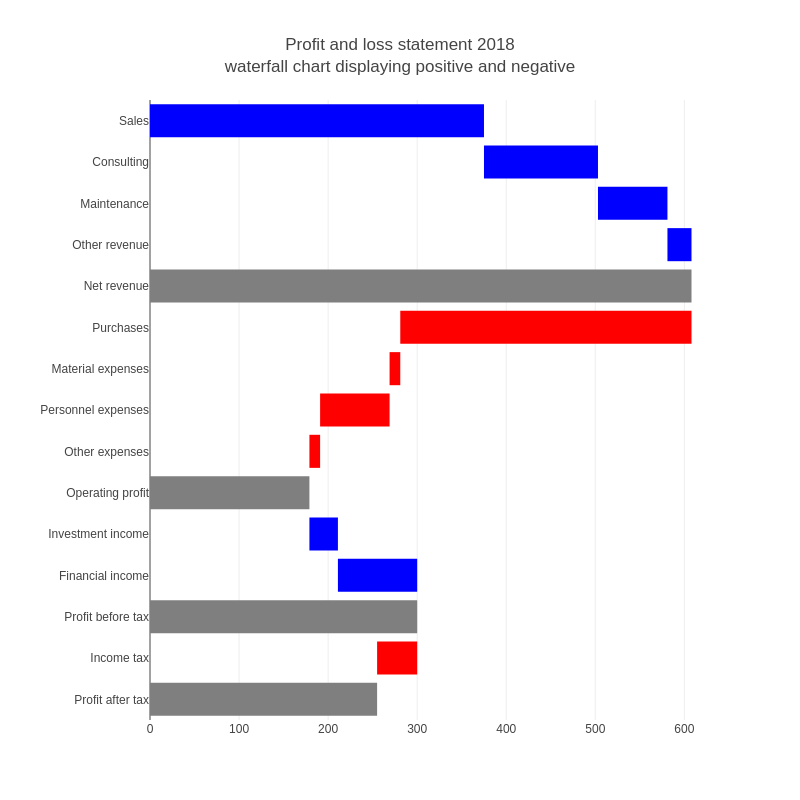 Profit and loss statement 2018
waterfall chart displaying positive and negative
Sales
Consulting
Maintenance
Other revenue
Net revenue
Purchases
Material expenses
Personnel expenses
Other expenses
Operating profit
Investment income
Financial income
Profit before tax
Income tax
Profit after tax
0 100 200 300 400 500 600